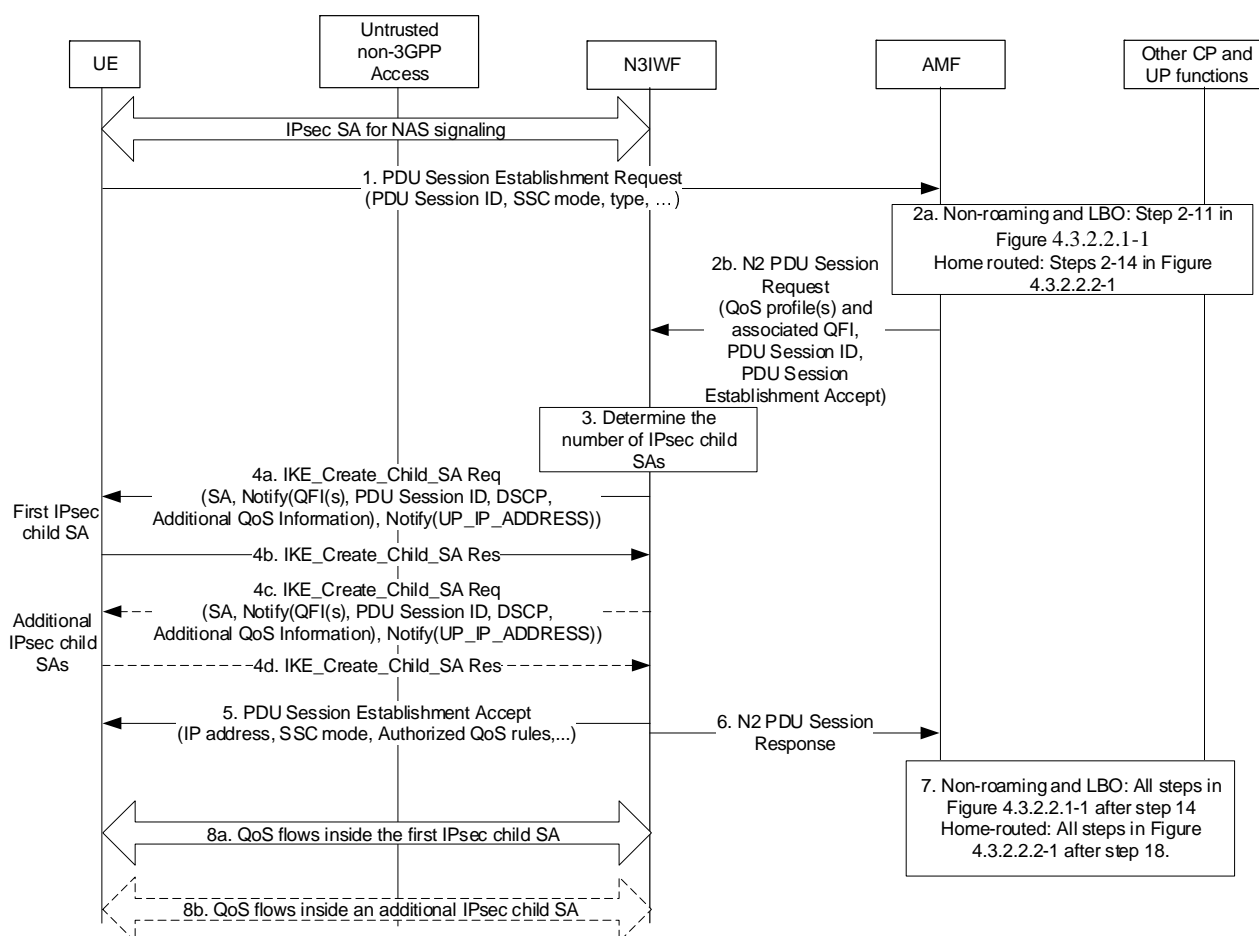 UE
Untrusted
non-3GPP
Access
N3IWF
AMF
Other CP and
UP functions
IPsec SA for NAS signaling
1. PDU Session Establishment Request
(PDU Session ID, SSC mode, type, …)
2a. Non-roaming and LBO: Step 2-11 in
Figure 4.3.2.2.1-1
Home routed: Steps 2-14 in Figure
4.3.2.2.2-1
2b. N2 PDU Session
Request
(QoS profile(s) and
associated QFI,
PDU Session ID,
PDU Session
Establishment Accept)
3. Determine the
number of IPsec child
SAs
4a. IKE_Create_Child_SA Req
(SA, Notify(QFI(s), PDU Session ID, DSCP,
Additional QoS Information), Notify(UP_IP_ADDRESS))
First IPsec
child SA
4b. IKE_Create_Child_SA Res
4c. IKE_Create_Child_SA Req
(SA, Notify(QFI(s), PDU Session ID, DSCP,
Additional QoS Information), Notify(UP_IP_ADDRESS))
Additional
IPsec child
SAs
4d. IKE_Create_Child_SA Res
5. PDU Session Establishment Accept
(IP address, SSC mode, Authorized QoS rules,...)
6. N2 PDU Session
Response
7. Non-roaming and LBO: All steps in
Figure 4.3.2.2.1-1 after step 14
Home-routed: All steps in Figure
4.3.2.2.2-1 after step 18.
8a. QoS flows inside the first IPsec child SA
8b. QoS flows inside an additional IPsec child SA